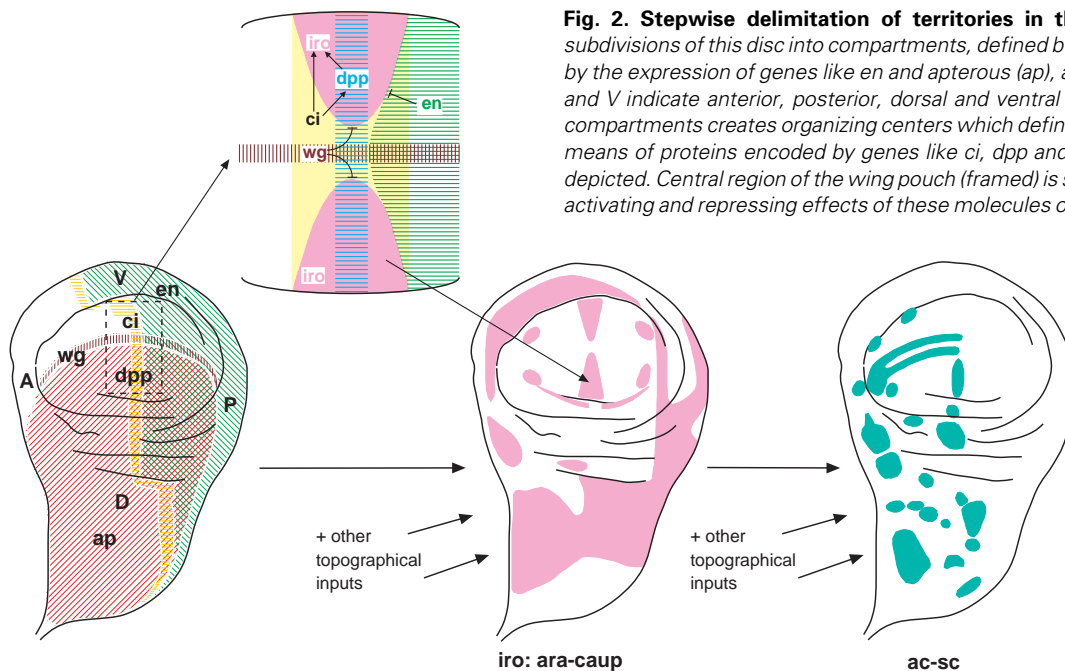 Fig. 2. Stepwise delimitation of territories in th
subdivisions of this disc into compartments, defined b
by the expression of genes like en and apterous (ap), a
and V indicate anterior, posterior, dorsal and ventral
compartments creates organizing centers which defin
means of proteins encoded by genes like ci, dpp and
depicted. Central region of the wing pouch (framed) is s
activating and repressing effects of these molecules o
iro
dpp
en
ci
wg
iro
V
en
ci
wg
A
dpp
P
D
ap
+ other
topographical
inputs
iro: ara-caup
+ other
topographical
inputs
ac-sc